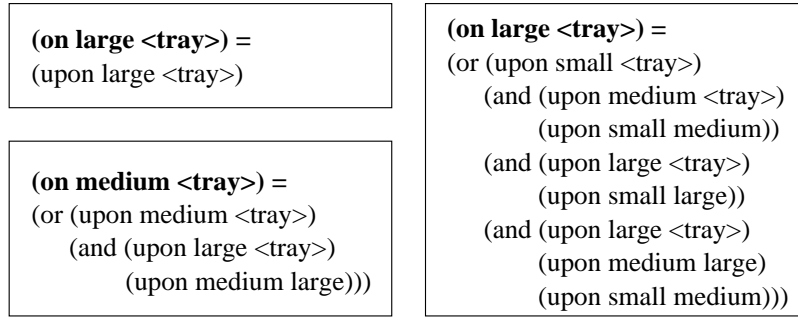 (on large <tray>) =
(upon large <tray>)
(on medium <tray>) =
(or (upon medium <tray>)
(and (upon large <tray>)
(upon medium large)))
(on large <tray>) =
(or (upon small <tray>)
(and (upon medium <tray>)
(upon small medium))
(and (upon large <tray>)
(upon small large))
(and (upon large <tray>)
(upon medium large)
(upon small medium)))